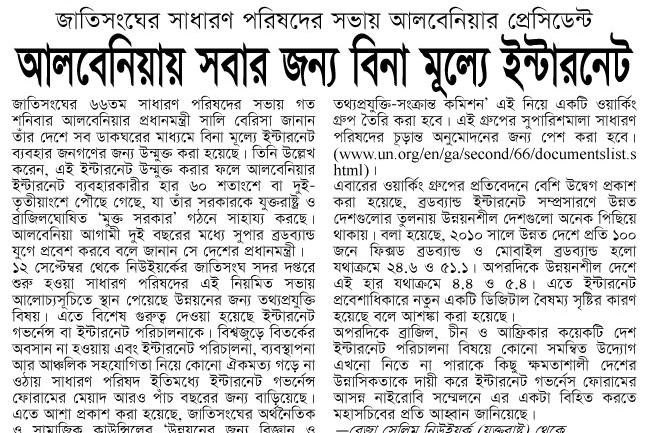 জাতিসংঘের সাধারণ পরিষদের সভায় আলবেনিয়ার প্রেসিডেন্ট
আলবেনিয়ায় সবার জন্য বিনা মূল্যে ইন্টারনেট
জাতিসংঘের ৬৬তম সাধারণ পরিষদের সভায় গত
শনিবার আলবেনিয়ার প্রধানমন্ত্রী সালি বেরিসা জানান
তাঁর দেশে সব ডাকঘরের মাধ্যমে বিনা মূল্যে ইন্টারনেট
ব্যবহার জনগণের জন্য উন্মুক্ত করা হয়েছে। তিনি উল্লেখ
করেন, এই ইন্টারনেট উন্মুক্ত করার ফলে আলবেনিয়ার
ইন্টারনেট ব্যবহারকারীর হার ৬০ শতাংশে বা দুই-
তৃতীয়াংশে পৌছে গেছে, যা তাঁর সরকারকে যুক্তরাষ্ট্র ও
ব্রাজিলঘোষিত 'মুক্ত সরকার' গঠনে সাহায্য করছে।
আলবেনিয়া আগামী দুই বছরের মধ্যে সুপার ব্রডব্যান্ড
যুগে প্রবেশ করবে বলে জানান সে দেশের প্রধানমন্ত্রী।
১২ সেপ্টেম্বর থেকে নিউইয়র্কের জাতিসংঘ সদর দপ্তরে
শুরু হওয়া সাধারণ পরিষদের এই নিয়মিত সভায়
আলোচ্যসূচিতে স্থান পেয়েছে উন্নয়নের জন্য তথ্যপ্রযুক্তি
বিষয়। এতে বিশেষ গুরুত্ব দেওয়া হয়েছে ইন্টারনেট
গভর্নেন্স বা ইন্টারনেট পরিচালনাকে। বিশ্বজুড়ে বিতর্কের
অবসান না হওয়ায় এবং ইন্টারনেট পরিচালনা, ব্যবস্থাপনা
আর আঞ্চলিক সহযোগিতা নিয়ে কোনো ঐকমত্য গড়ে না
ওঠায় সাধারণ পরিষদ ইতিমধ্যে ইন্টারনেট গভর্নেন্স
ফোরামের মেয়াদ আরও পাঁচ বছরের জন্য বাড়িয়েছে।
এতে আশা প্রকাশ করা হয়েছে, জাতিসংঘের অর্থনৈতিক
ও সামাজিক কাউন্সিলের 'উন্নয়নের জন্য বিজ্ঞান ও
তথ্যপ্রযুক্তি-সংক্রান্ত কমিশন' এই নিয়ে একটি ওয়ার্কিং
গ্রুপ তৈরি করা হবে। এই গ্রুপের সুপারিশমালা সাধারণ
পরিষদের চূড়ান্ত অনুমোদনের জন্য পেশ করা হবে।
(www.un.org/en/ga/second/66/documentslist.s
html)।
এবারের ওয়ার্কিং গ্রুপের প্রতিবেদনে বেশি উদ্বেগ প্রকাশ
করা হয়েছে, ব্রডব্যান্ড ইন্টারনেট সম্প্রসারণে উন্নত
দেশগুলোর তুলনায় উন্নয়নশীল দেশগুলো অনেক পিছিয়ে
থাকায়। বলা হয়েছে, ২০১০ সালে উন্নত দেশে প্রতি ১০০
জনে ফিক্সড ব্রডব্যান্ড ও মোবাইল ব্রডব্যান্ড হলো
যথাক্রমে ২৪.৬ ও ৫১.১। অপরদিকে উন্নয়নশীল দেশে
এই হার যথাক্রমে ৪.৪ ও ৫.৪। এতে ইন্টারনেট
প্রবেশাধিকারে নতুন একটি ডিজিটাল বৈষম্য সৃষ্টির কারণ
হয়েছে বলে আশঙ্কা করা হয়েছে।
অপরদিকে ব্রাজিল, চীন ও আফ্রিকার কয়েকটি দেশ
ইন্টারনেট পরিচালনা বিষয়ে কোনো সমন্বিত উদ্যোগ
এখনো নিতে না পারাকে কিছু ক্ষমতাশালী দেশের
উন্নাসিকতাকে দায়ী করে ইন্টারনেট গভর্নেস ফোরামের
আসন্ন নাইরোবি সম্মেলনে এর একটা বিহিত করতে
মহাসচিবের প্রতি আহ্বান জানিয়েছে।
—রেজা সেলিম নিউইয়র্ক (যুক্তরাষ্ট্র) থেকে